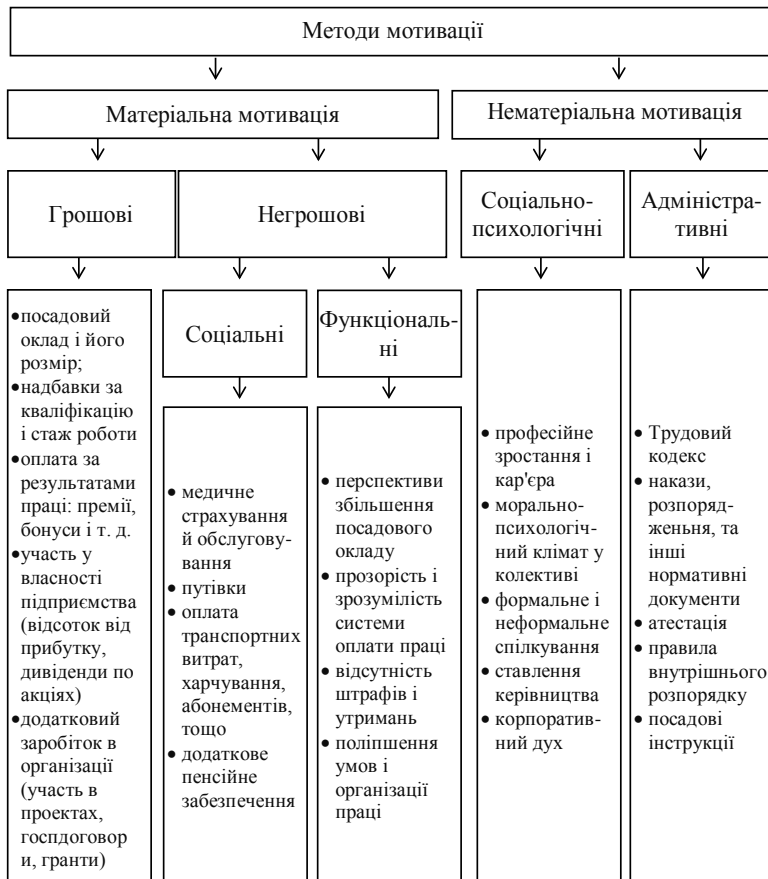 Методи мотивації
Матеріальна мотивація
Нематеріальна мотивація
Грошові
Негрошові
Соціально-
психологічні
Адміністра-
тивні
•посадовий
оклад і його
розмір;
•надбавки за
кваліфікацію
і стаж роботи
•оплата за
результатами
праці: премії,
бонуси і т. д.
•участь у
власності
підприємства
(відсоток від
прибутку,
дивіденди по
акціях)
•додатковий
заробіток в
організації
(участь в
проектах,
госпдоговор
и, гранти)
Соціальні
• медичне
страхування
й обслугову-
вання
• путівки
• оплата
транспортних
витрат,
харчування,
абонементів,
тощо
• додаткове
пенсійне
забезпечення
Функціональ-
ні
• перспективи
збільшення
посадового
окладу
• прозорість і
зрозумілість
системи
оплати праці
• відсутність
штрафів і
утримань
• поліпшення
умов і
організації
праці
• професійне
зростання і
кар'єра
• морально-
психологіч-
ний клімат у
колективі
• формальне і
неформальне
спілкування
• ставлення
керівництва
• корпоратив-
ний дух
• Трудовий
кодекс
• накази,
розпоряд-
женьня, та
інші
нормативні
документи
• атестація
• правила
внутрішнього
розпорядку
• посадові
інструкції